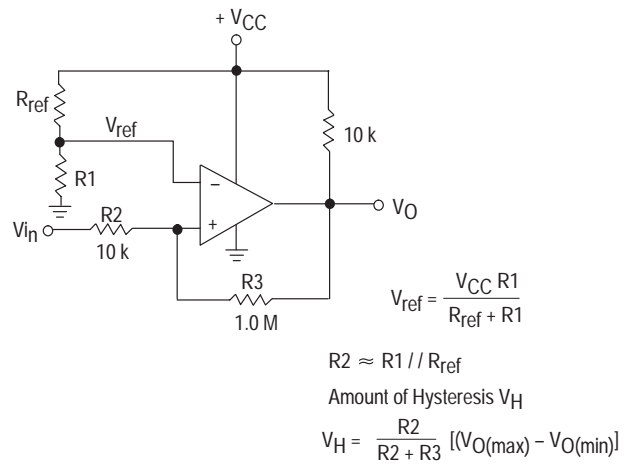 + VCC
Rref
Vref
10 k
R1
−
VO
Vin
R2
+
10 k
R3
1.0 M
Vref = VCC R1 / Rref + R1
R2 ≈ R1 // Rref
Amount of Hysteresis VH
VH = R2 / R2 + R3 [(VO(max) − VO(min)]